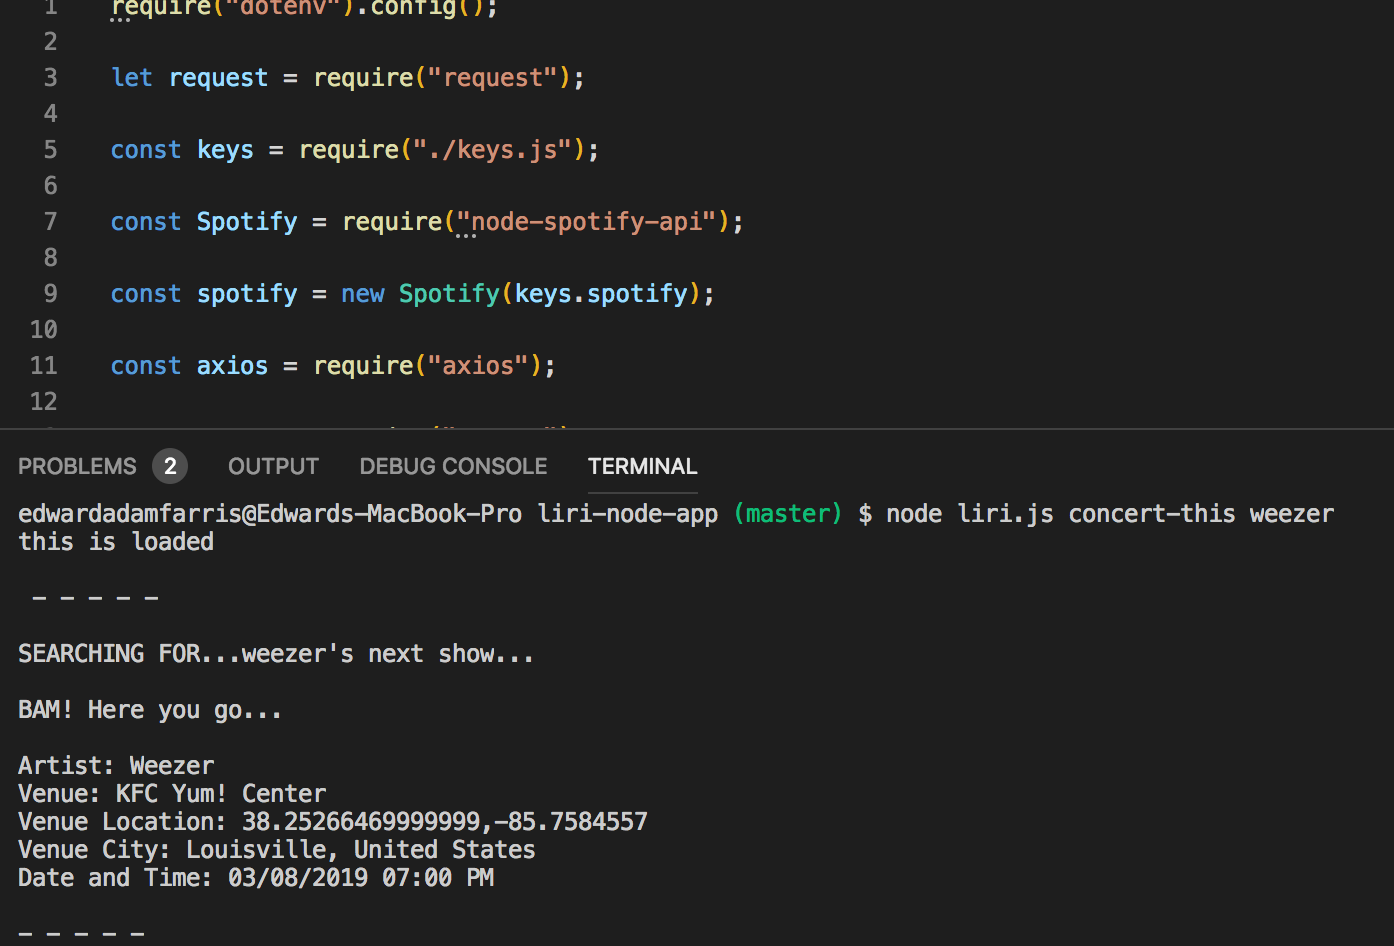 1 require("dotenv").config();
2
3 let request = require("request");
4
5 const keys = require("./keys.js");
6
7 const Spotify = require("node-spotify-api");
8
9 const spotify = new Spotify(keys.spotify);
10
11 const axios = require("axios");
12
PROBLEMS 2 OUTPUT DEBUG CONSOLE TERMINAL
edwardadamfarris@Edwards-MacBook-Pro liri-node-app (master) $ node liri.js concert-this weezer
this is loaded
- - - - -
SEARCHING FOR...weezer's next show...
BAM! Here you go...
Artist: Weezer
Venue: KFC Yum! Center
Venue Location: 38.25266469999999,-85.7584557
Venue City: Louisville, United States
Date and Time: 03/08/2019 07:00 PM
- - - - -